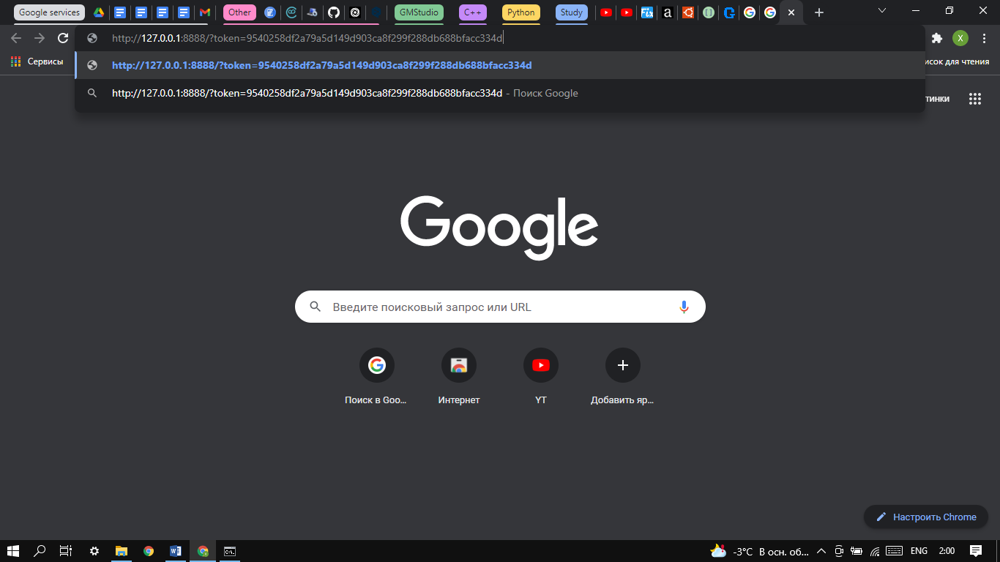 Google services Other GMStudio C++ Python Study
http://127.0.0.1:8888/?token=9540258df2a79a5d149d903ca8f299f288db688bfacc334d
Сервисы
http://127.0.0.1:8888/?token=9540258df2a79a5d149d903ca8f299f288db688bfacc334d
исок для чтения
http://127.0.0.1:8888/?token=9540258df2a79a5d149d903ca8f299f288db688bfacc334d - Поиск Google
тинки
Google
Введите поисковый запрос или URL
Поиск в Goo... Интернет YT Добавить яр...
Настроить Chrome
-3°C В осн. об... ENG 2:00